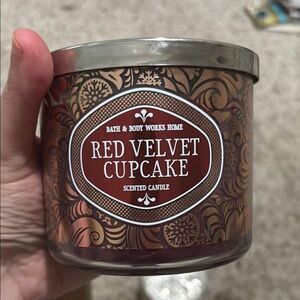 BATH & BODY WORKS HOME
RED VELVET
CUPCAKE
SCENTED CANDLE